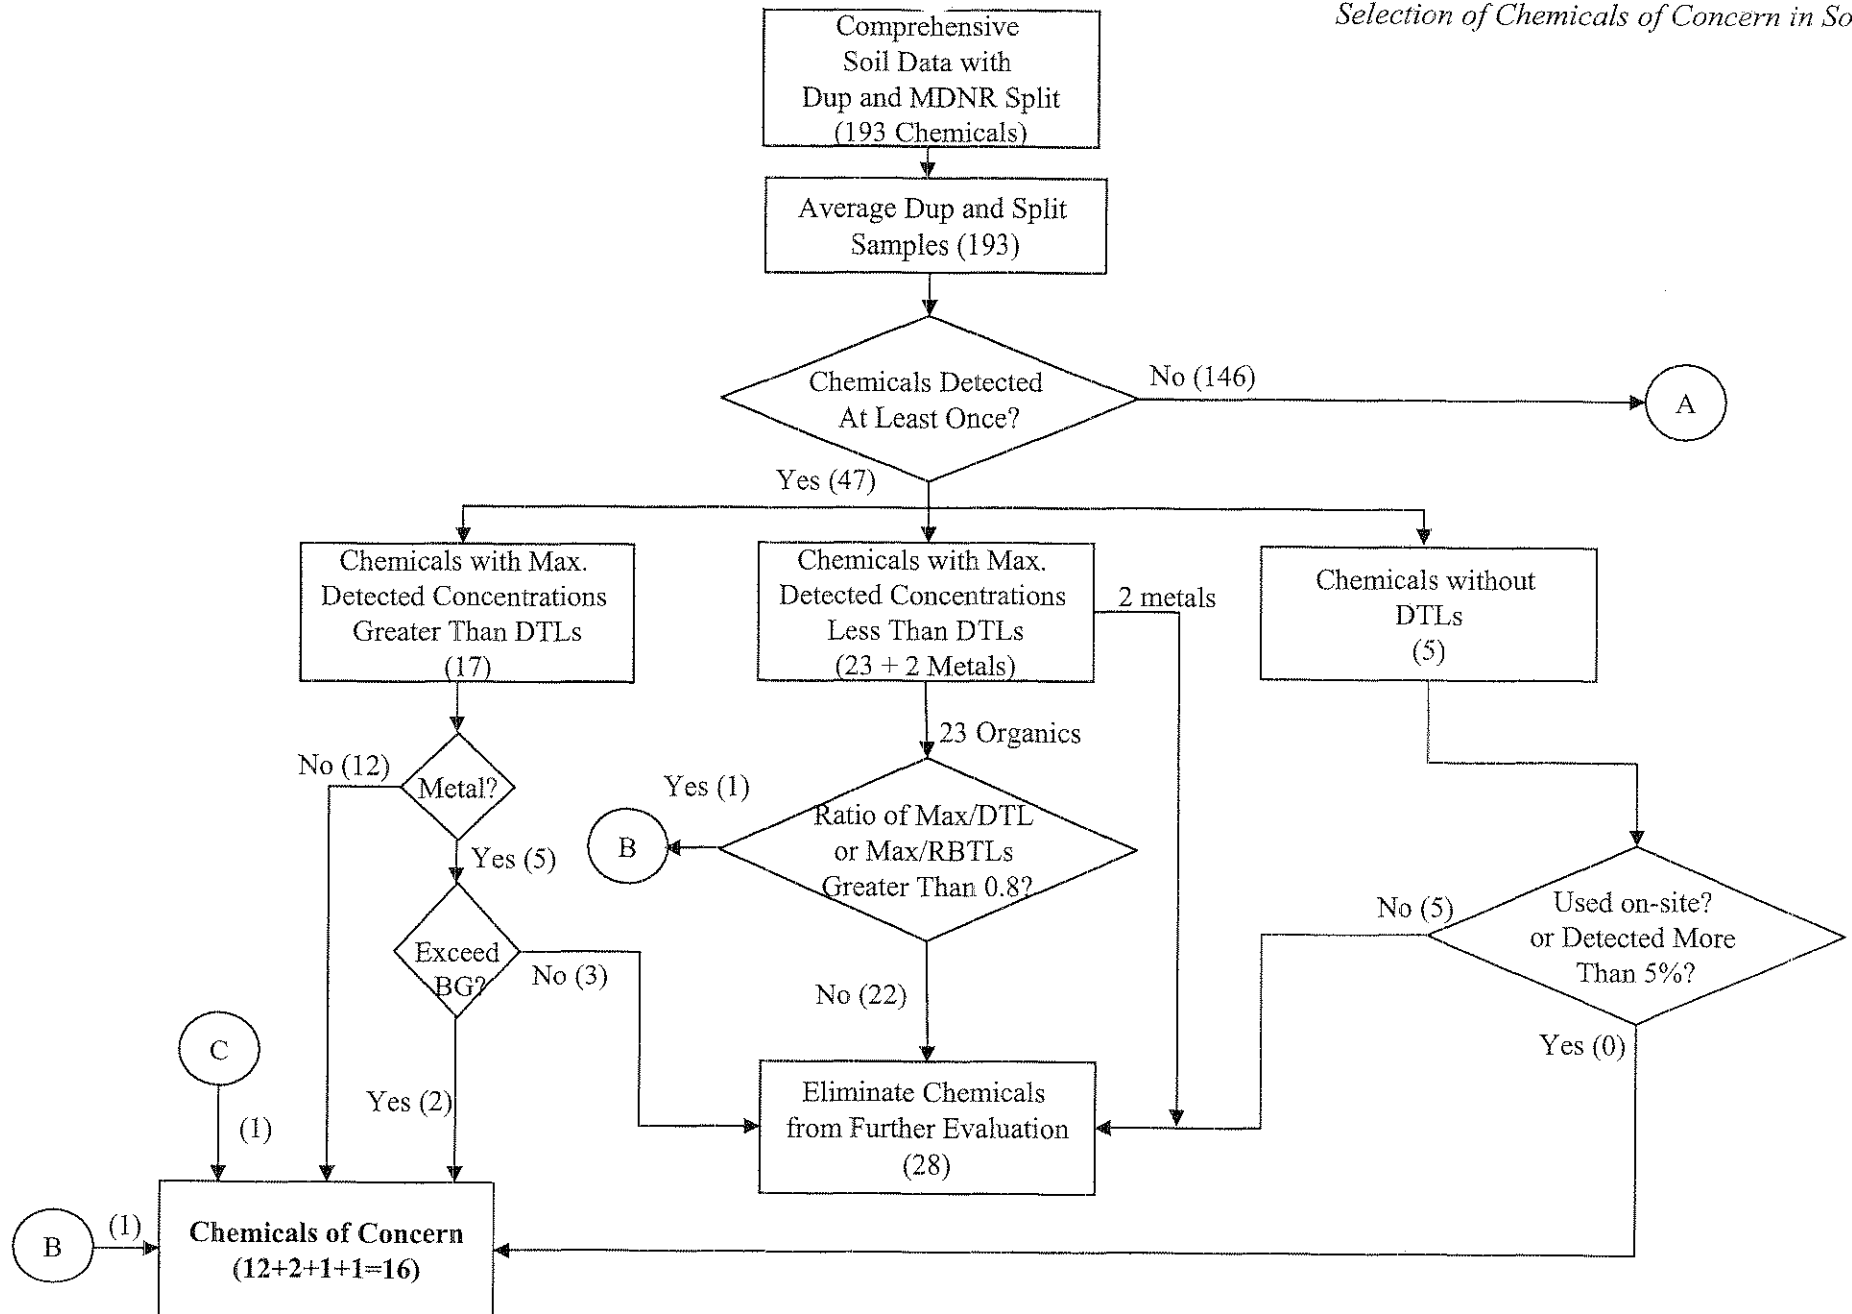 Selection of Chemicals of Concern in So
Comprehensive
Soil Data with
Dup and MDNR Split
(193 Chemicals)
Average Dup and Split
Samples (193)
Chemicals Detected
At Least Once?
No (146)
A
Yes (47)
Chemicals with Max.
Detected Concentrations
Greater Than DTLs
(17)
Chemicals with Max.
Detected Concentrations
Less Than DTLs
(23 + 2 Metals)
2 metals
Chemicals without
DTLs
(5)
No (12)
Metal?
Yes (5)
23 Organics
Yes (1)
B
Ratio of Max/DTL
or Max/RBTLs
Greater Than 0.8?
Exceed
BG?
No (3)
No (22)
No (5)
Used on-site?
or Detected More
Than 5%?
Yes (0)
C
(1)
Yes (2)
Eliminate Chemicals
from Further Evaluation
(28)
B
(1)
Chemicals of Concern
(12+2+1+1=16)